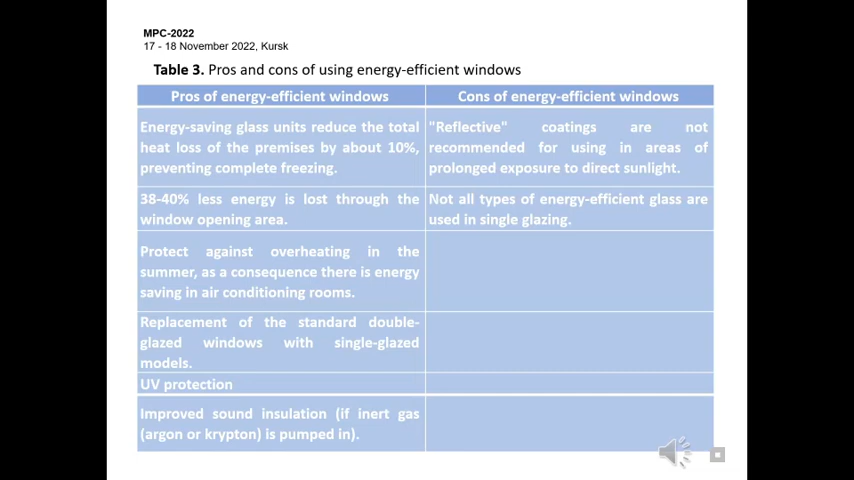 MPC-2022
17 - 18 November 2022, Kursk
Table 3. Pros and cons of using energy-efficient windows
Pros of energy-efficient windows
Cons of energy-efficient windows
Energy-saving glass units reduce the total
heat loss of the premises by about 10%,
preventing complete freezing.
"Reflective" coatings are not
recommended for using in areas of
prolonged exposure to direct sunlight.
38-40% less energy is lost through the
window opening area.
Not all types of energy-efficient glass are
used in single glazing.
Protect against overheating in the
summer, as a consequence there is energy
saving in air conditioning rooms.
Replacement of the standard double-
glazed windows with single-glazed
models.
UV protection
Improved sound insulation (if inert gas
(argon or krypton) is pumped in).